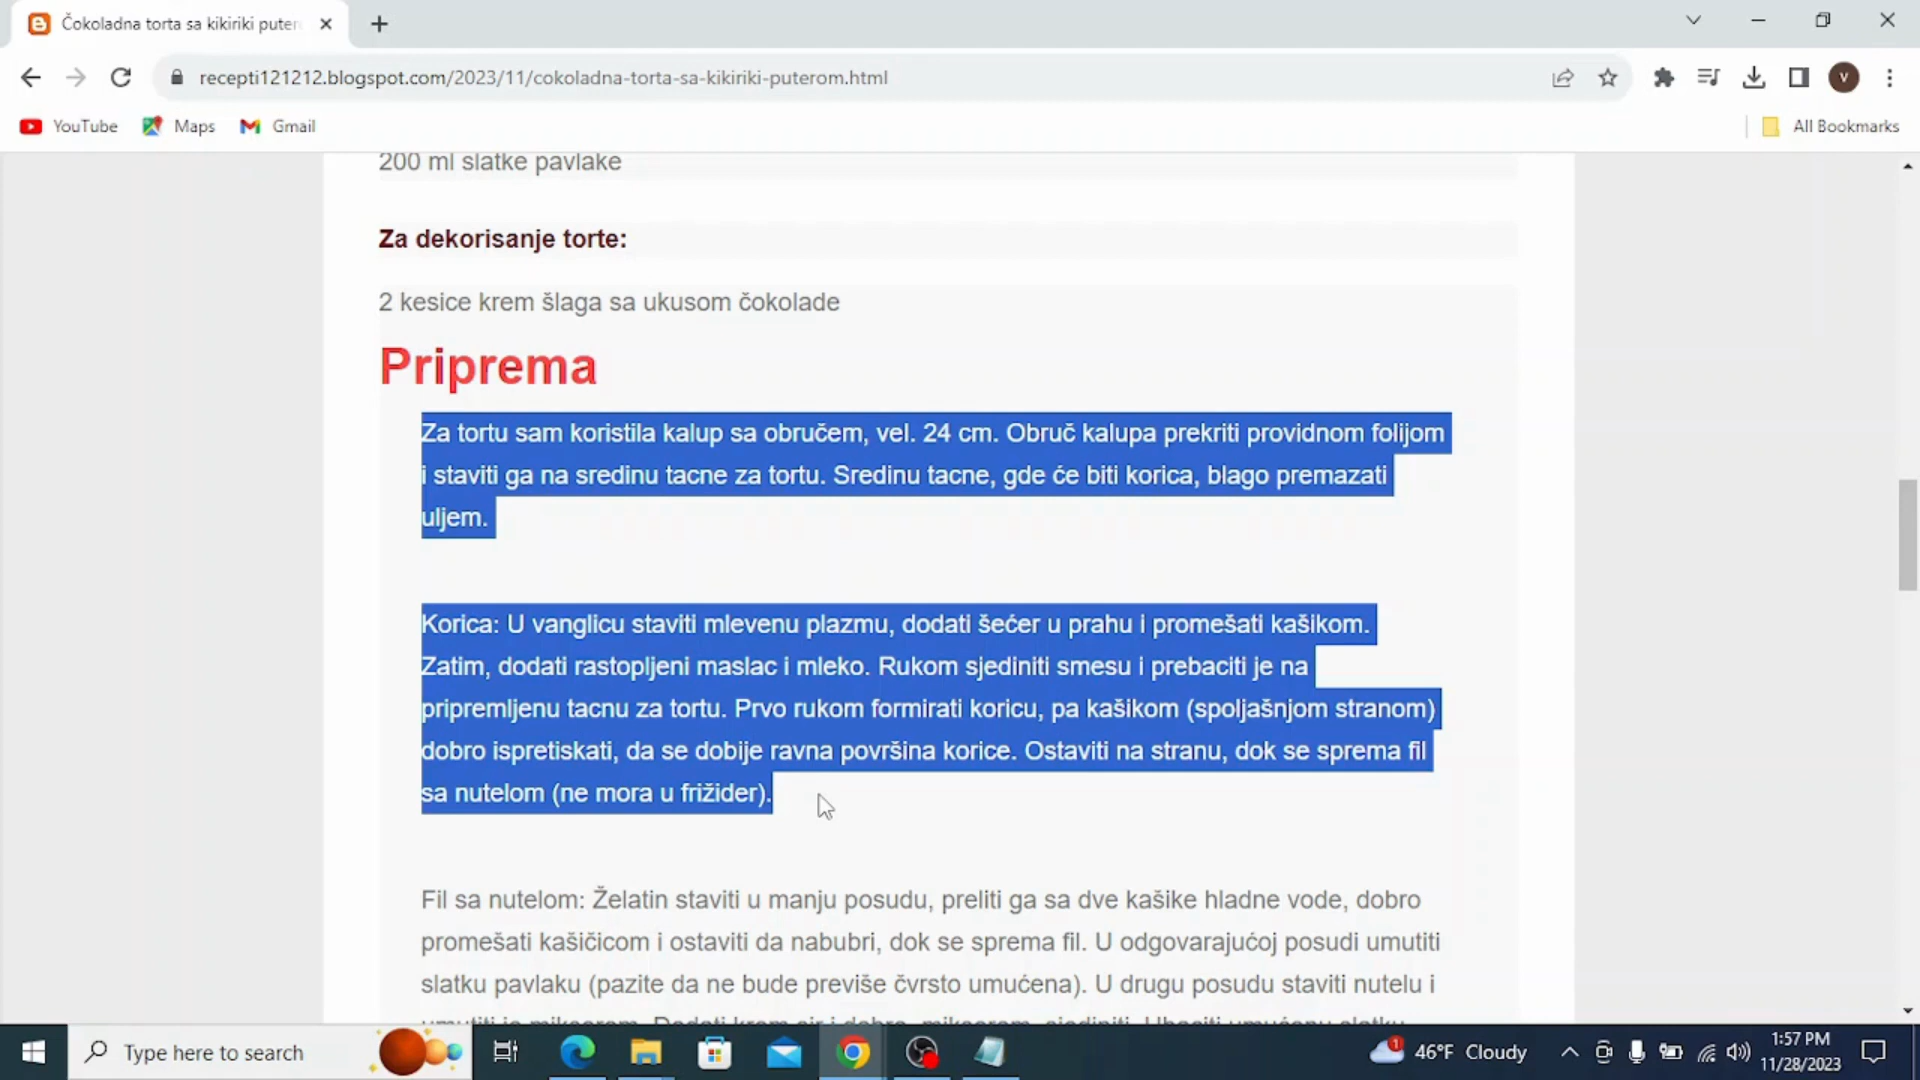 Čokoladna torta sa kikiriki puter
recepti121212.blogspot.com/2023/11/cokoladna-torta-sa-kikiriki-puterom.html
V
YouTube
Maps
Gmail
All Bookmarks
200 ml slatke pavlake
Za dekorisanje torte:
2 kesice krem šlaga sa ukusom čokolade
Priprema
Za tortu sam koristila kalup sa obručem, vel. 24 cm. Obruč kalupa prekriti providnom folijom
i staviti ga na sredinu tacne za tortu. Sredinu tacne, gde će biti korica, blago premazati
uljem.
Korica: U vanglicu staviti mlevenu plazmu, dodati šećer u prahu i promešati kašikom.
Zatim, dodati rastopljeni maslac i mleko. Rukom sjediniti smesu i prebaciti je na
pripremljenu tacnu za tortu. Prvo rukom formirati koricu, pa kašikom (spoljašnjom stranom)
dobro ispretiskati, da se dobije ravna površina korice. Ostaviti na stranu, dok se sprema fil
sa nutelom (ne mora u frižider).
Fil sa nutelom: Želatin staviti u manju posudu, preliti ga sa dve kašike hladne vode, dobro
promešati kašičicom i ostaviti da nabubri, dok se sprema fil. U odgovarajućoj posudi umutiti
slatku pavlaku (pazite da ne bude previše čvrsto umućena). U drugu posudu staviti nutelu i
Type here to search
1
46°F Cloudy
1:57 PM
11/28/2023